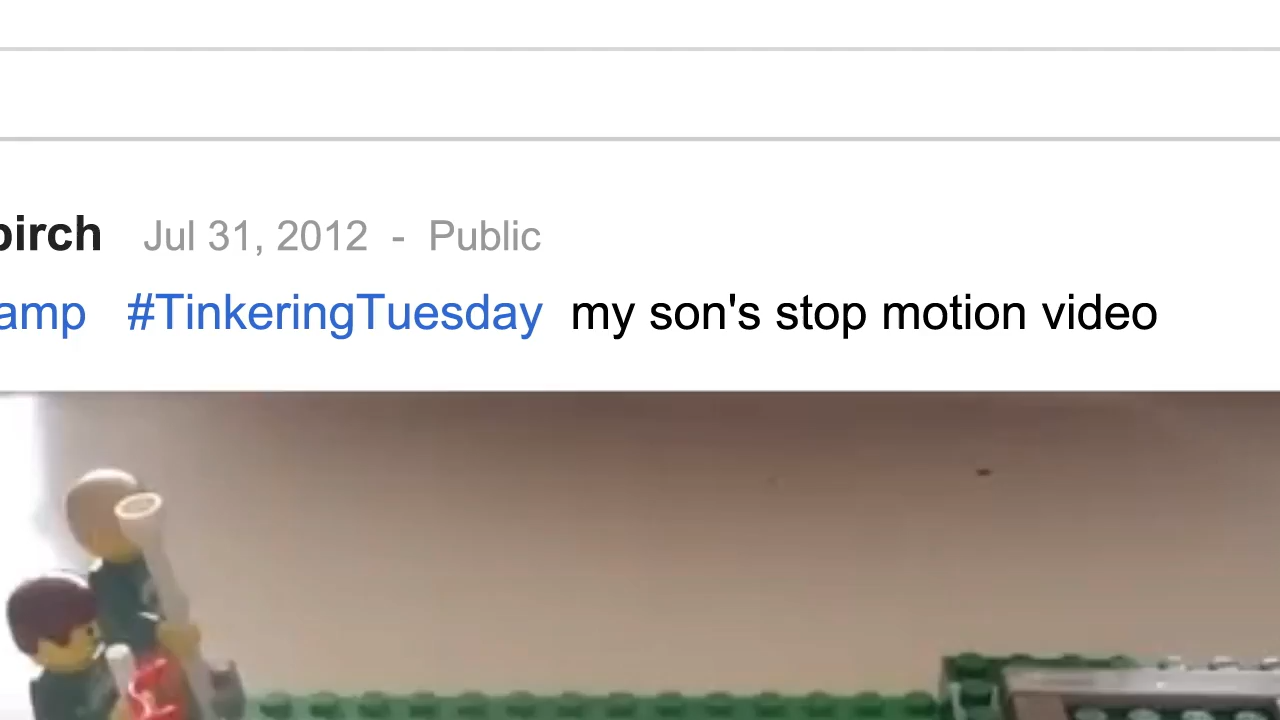 birch Jul 31, 2012 - Public
amp #TinkeringTuesday my son's stop motion video